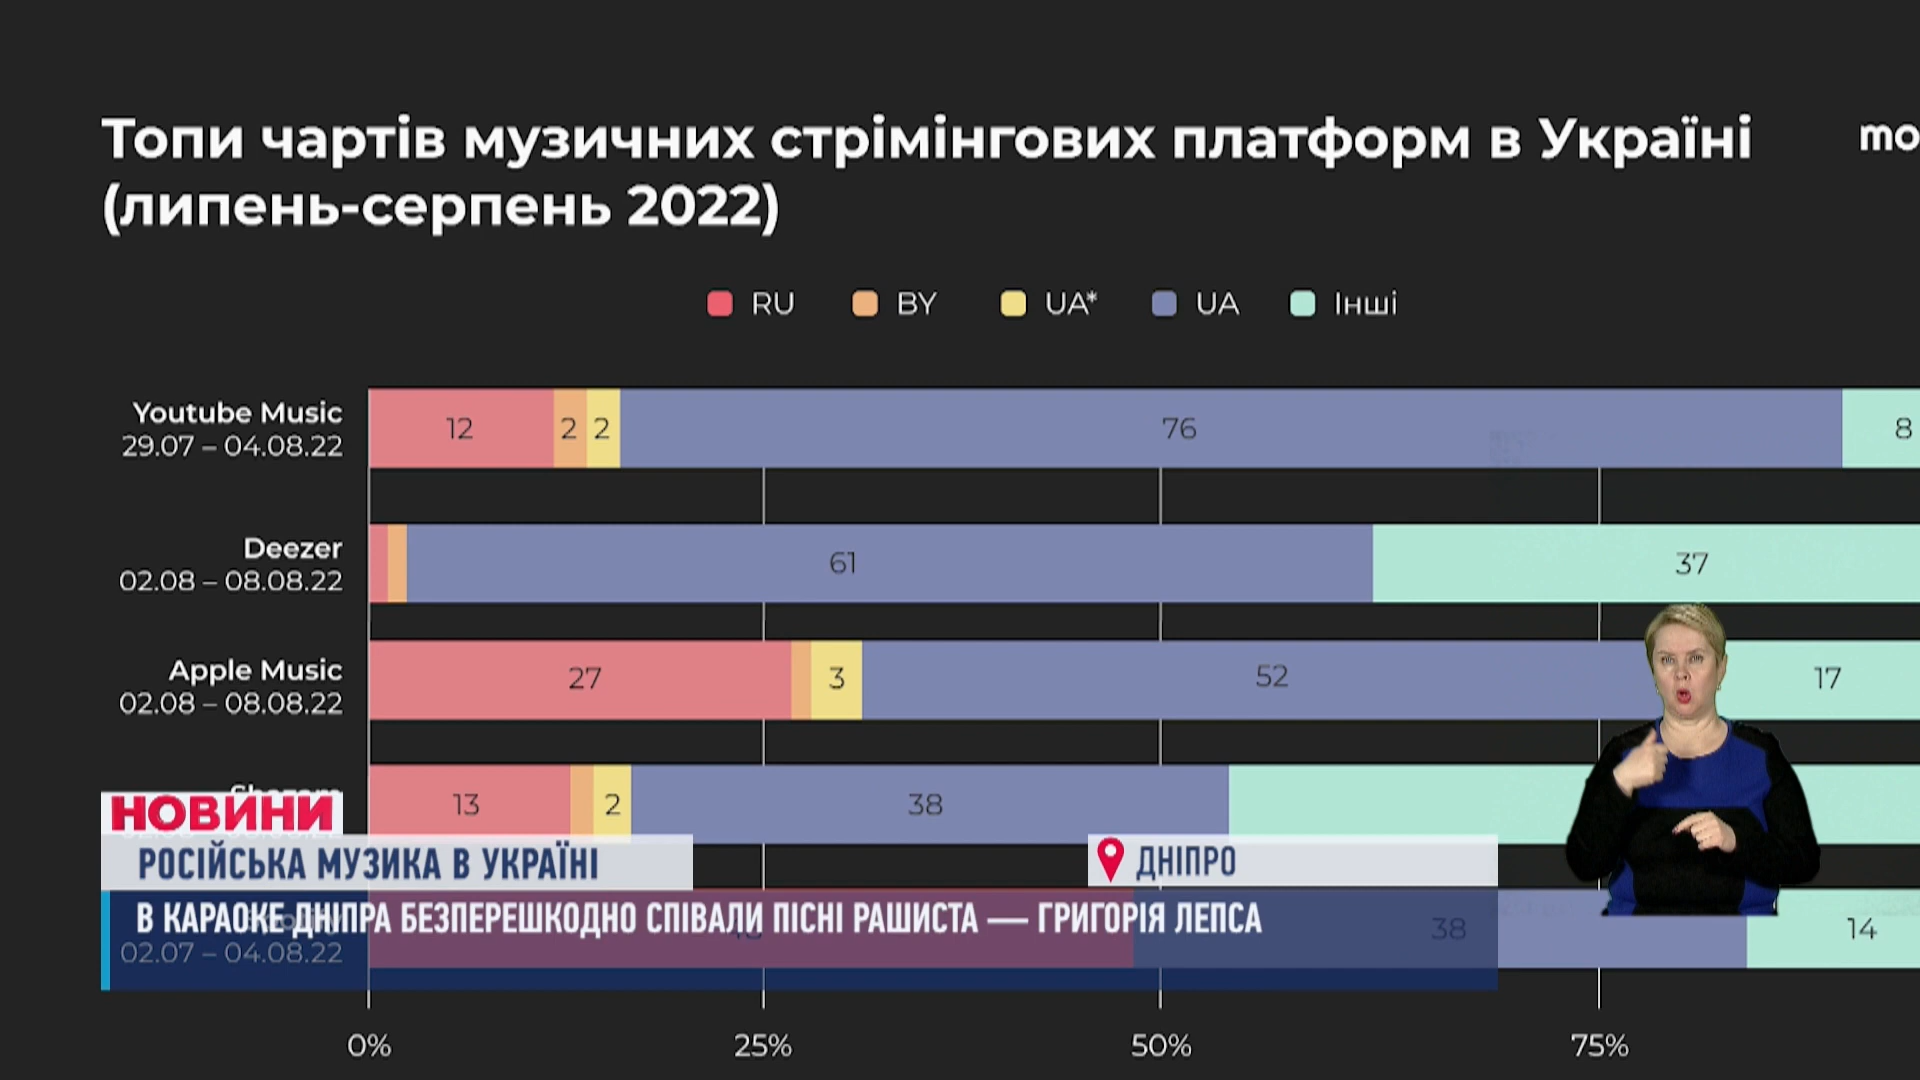 Топи чартів музичних стрімінгових платформ в Україні
(липень-серпень 2022)
mo
RU BY UA* UA Інші
Youtube Music
29.07 – 04.08.22
12 2 2 76 8
Deezer
02.08 – 08.08.22
61 37
Apple Music
02.08 – 08.08.22
27 3 52 17
Shazam
13 2 38
НОВИНИ
РОСІЙСЬКА МУЗИКА В УКРАЇНІ
ДНІПРО
В КАРАОКЕ ДНІПРА БЕЗПЕРЕШКОДНО СПІВАЛИ ПІСНІ РАШИСТА — ГРИГОРІЯ ЛЕПСА
02.07 – 04.08.22
38 14
0% 25% 50% 75%